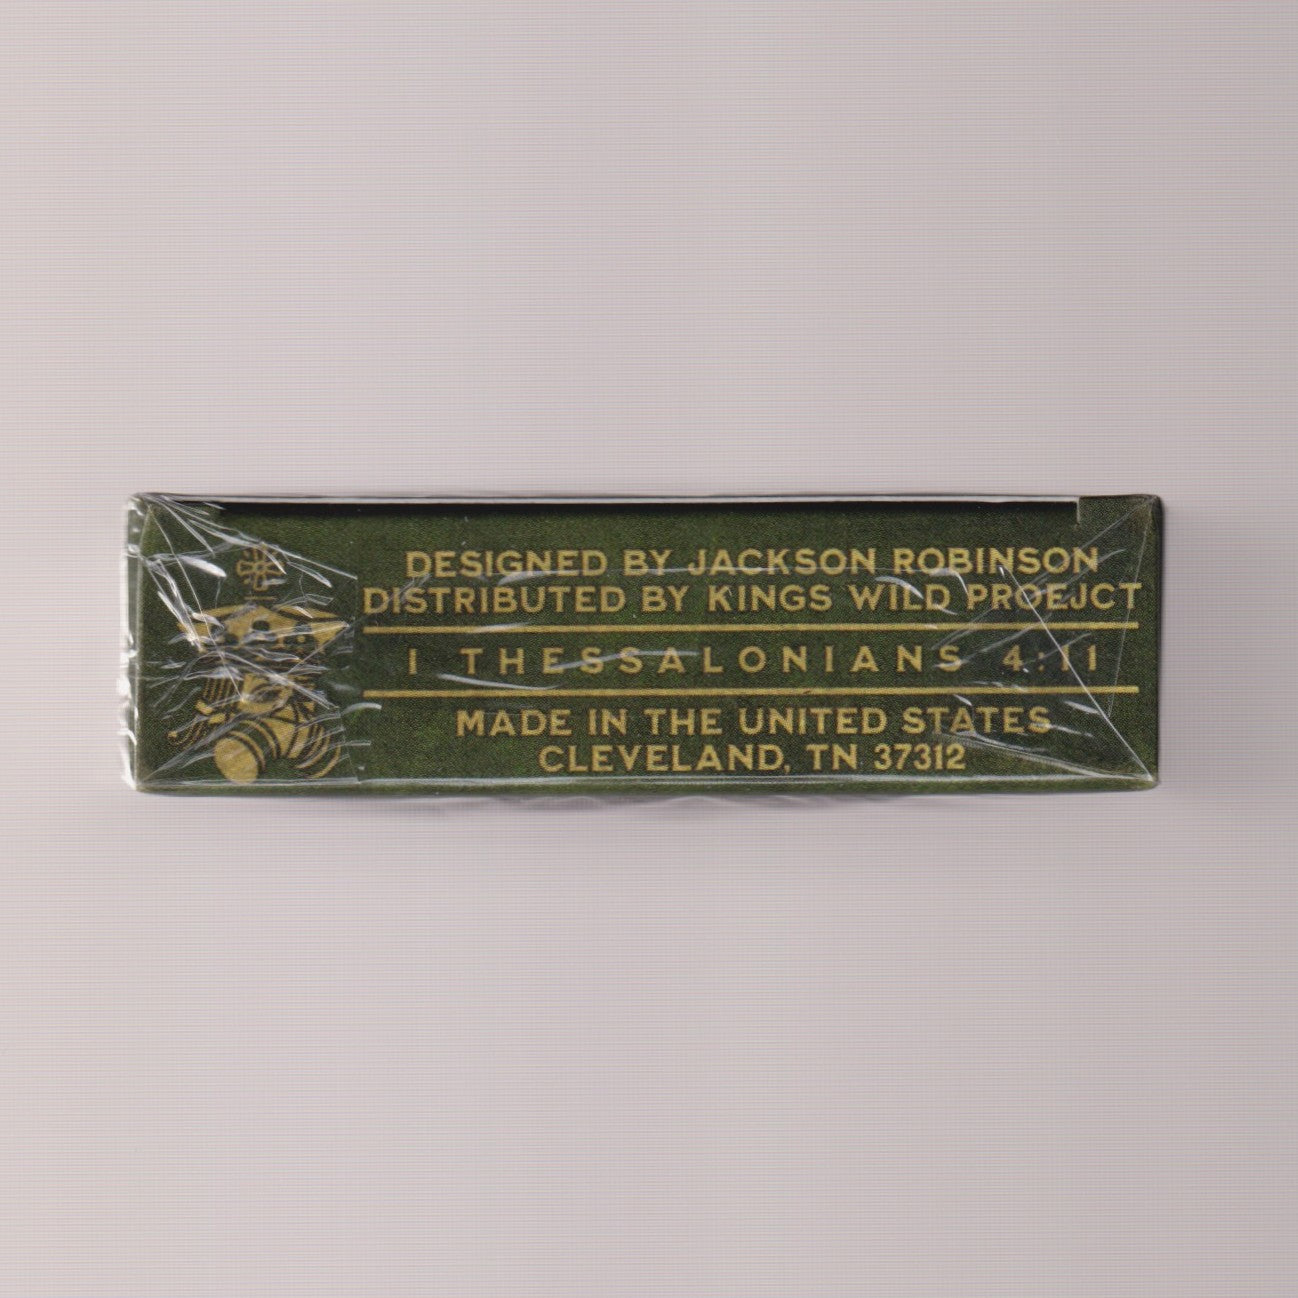 DESIGNED BY JACKSON ROBINSON
DISTRIBUTED BY KINGS WILD PROEJCT
I THESSALONIANS 4:11
MADE IN THE UNITED STATES
CLEVELAND, TN 37312